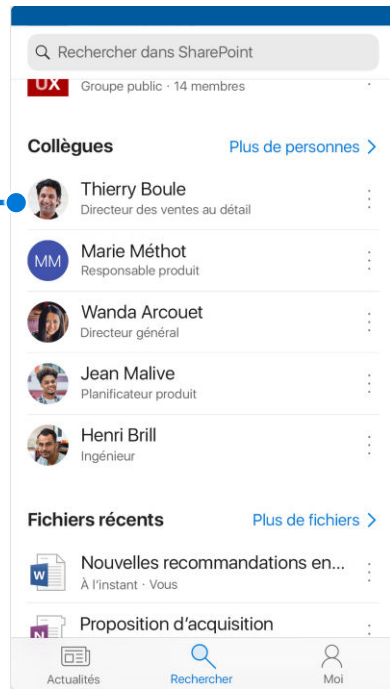 Rechercher dans SharePoint
UX
Groupe public · 14 membres
Collègues
Plus de personnes >
Thierry Boule
Directeur des ventes au détail
MM
Marie Méthot
Responsable produit
Wanda Arcouet
Directeur général
Jean Malive
Planificateur produit
Henri Brill
Ingénieur
Fichiers récents
Plus de fichiers >
W
Nouvelles recommandations en...
À l'instant · Vous
N
Proposition d'acquisition
Actualités
Rechercher
Moi